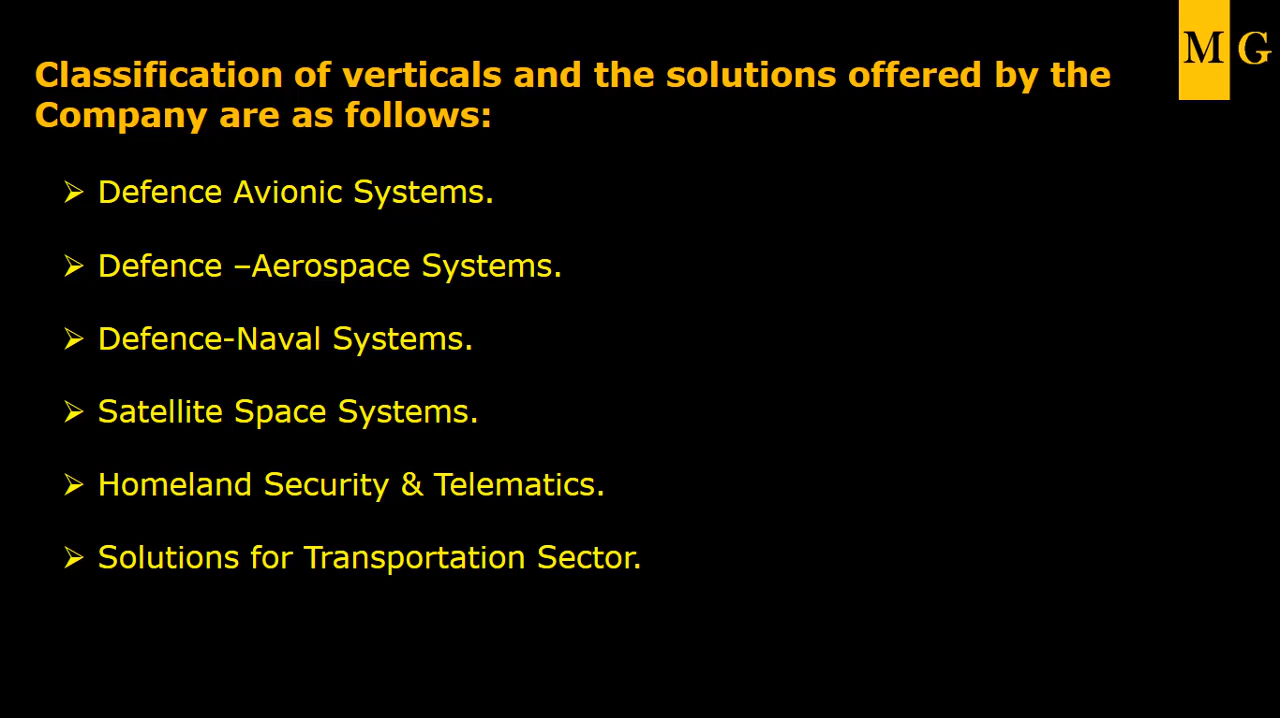 M G
Classification of verticals and the solutions offered by the
Company are as follows:
➢ Defence Avionic Systems.
➢ Defence –Aerospace Systems.
➢ Defence-Naval Systems.
➢ Satellite Space Systems.
➢ Homeland Security & Telematics.
➢ Solutions for Transportation Sector.